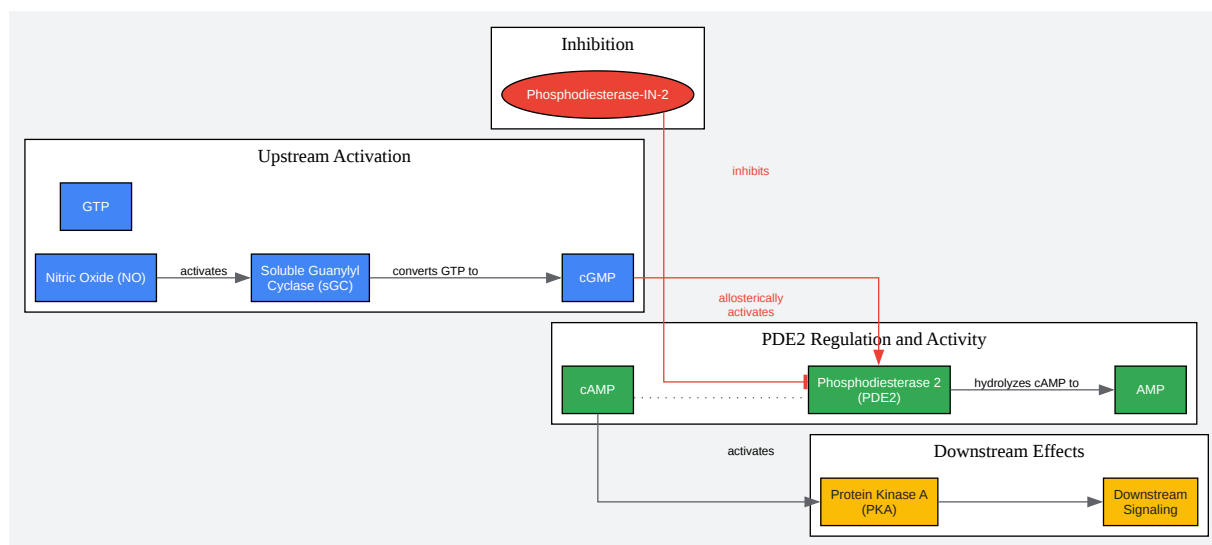 Inhibition
Phosphodiesterase-IN-2
inhibits
Upstream Activation
GTP
Nitric Oxide (NO)
activates
Soluble Guanylyl
Cyclase (sGC)
converts GTP to
cGMP
allosterically
activates
PDE2 Regulation and Activity
cAMP
Phosphodiesterase 2
(PDE2)
hydrolyzes cAMP to
AMP
activates
Downstream Effects
Protein Kinase A
(PKA)
Downstream
Signaling